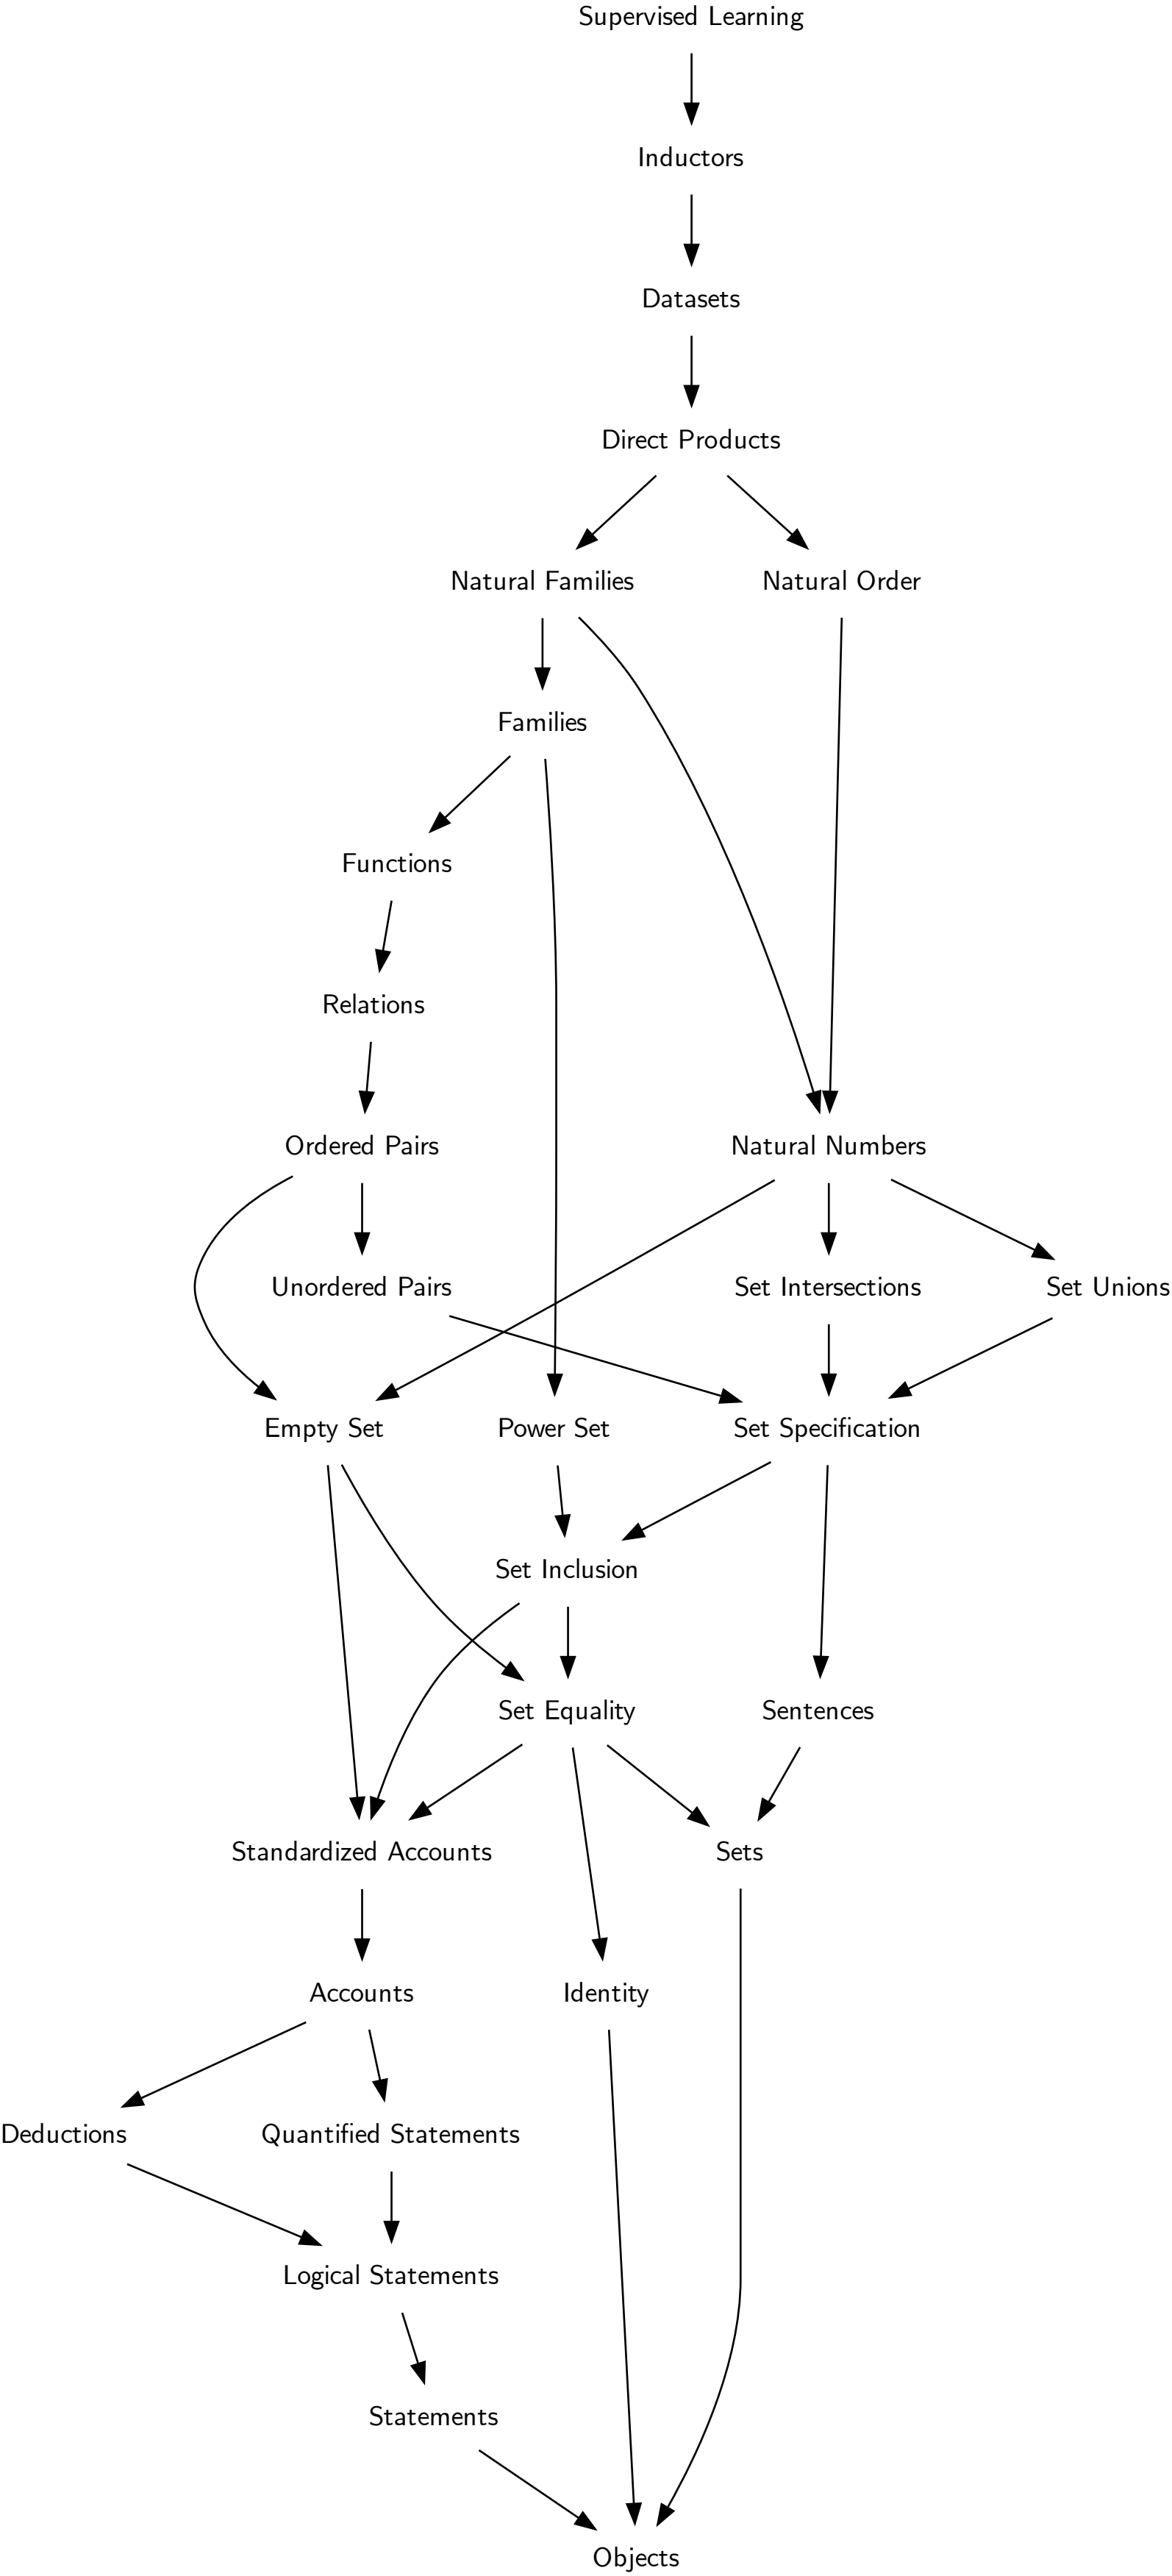 Supervised Learning
Inductors
Datasets
Direct Products
Natural Families
Natural Order
Families
Functions
Relations
Ordered Pairs
Natural Numbers
Unordered Pairs
Set Intersections
Set Unions
Empty Set
Power Set
Set Specification
Set Inclusion
Set Equality
Sentences
Standardized Accounts
Sets
Accounts
Identity
Deductions
Quantified Statements
Logical Statements
Statements
Objects